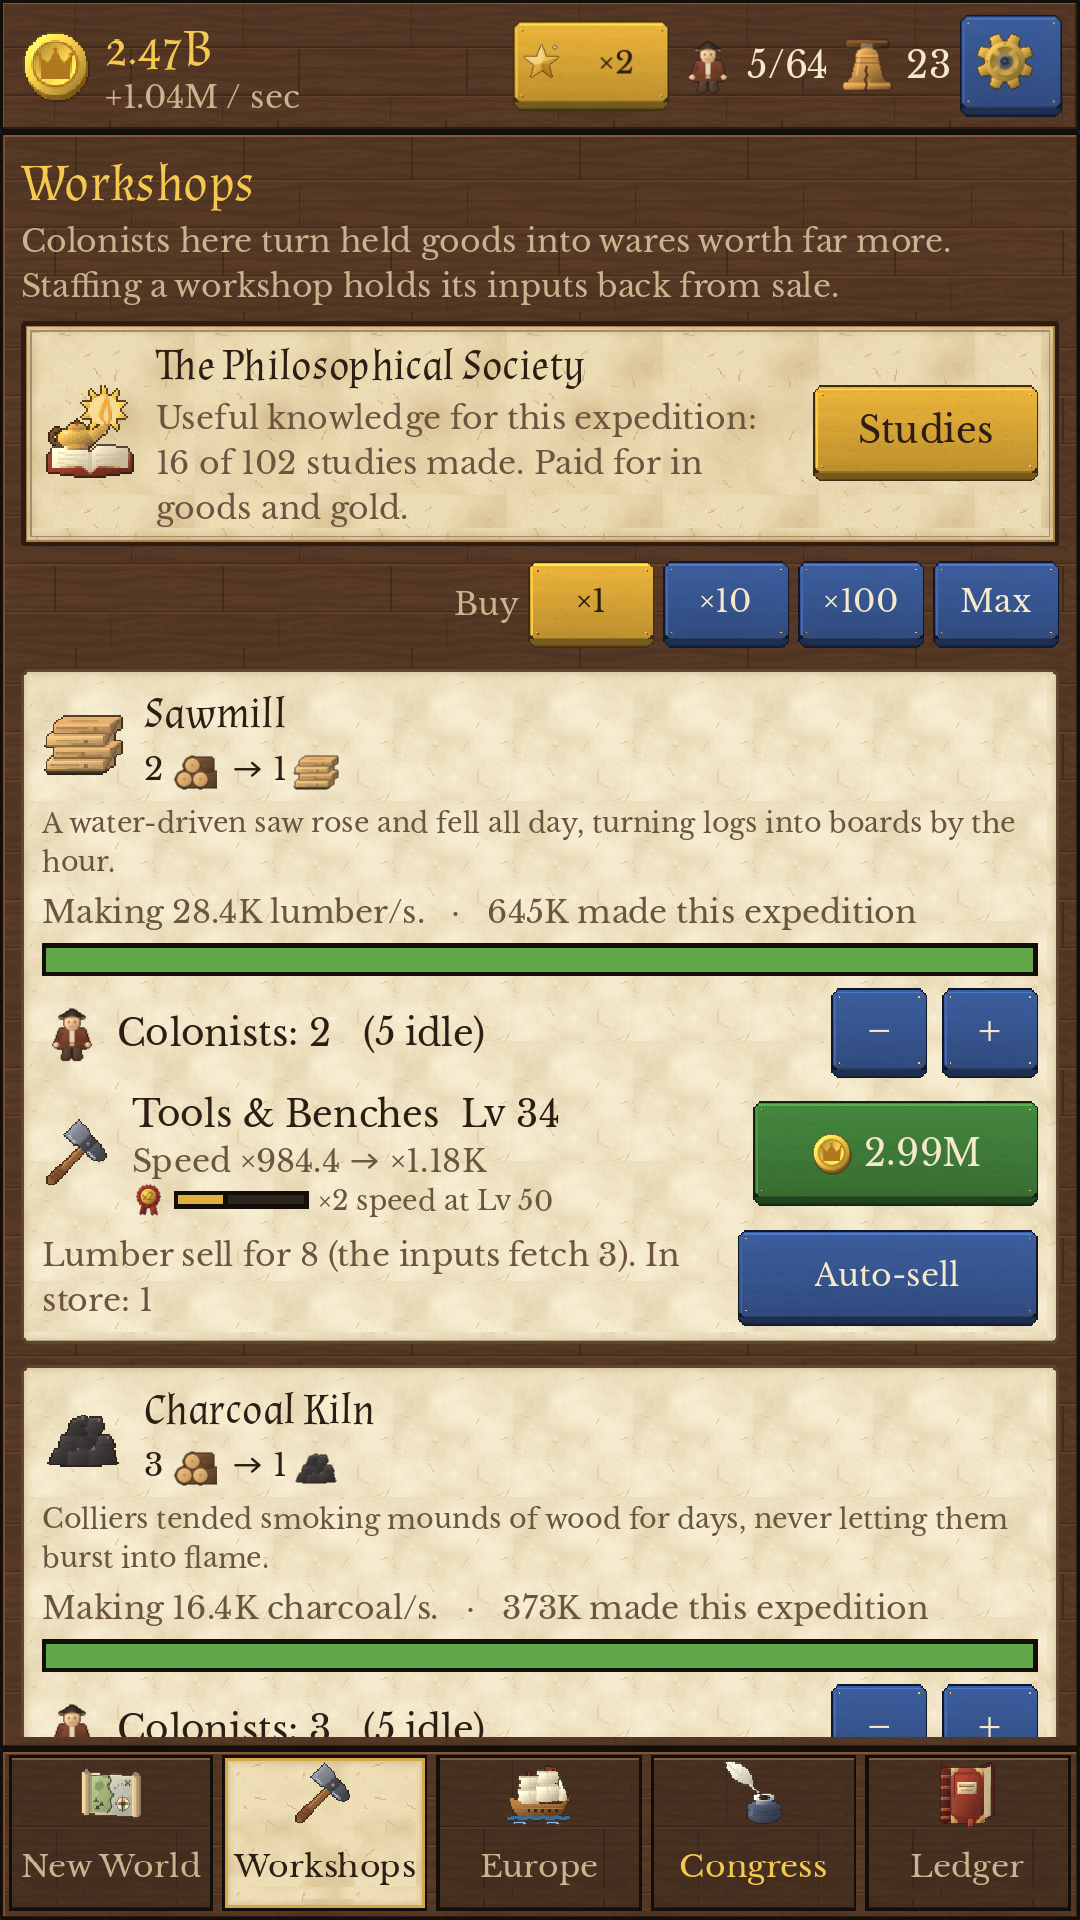 2.47B
+1.04M / sec
×2
5/64
23
Workshops
Colonists here turn held goods into wares worth far more.
Staffing a workshop holds its inputs back from sale.
The Philosophical Society
Useful knowledge for this expedition:
16 of 102 studies made. Paid for in
goods and gold.
Studies
Buy
×1
×10
×100
Max
Sawmill
2 → 1
A water-driven saw rose and fell all day, turning logs into boards by the
hour.
Making 28.4K lumber/s. · 645K made this expedition
Colonists: 2 (5 idle)
−
+
Tools & Benches Lv 34
Speed ×984.4 → ×1.18K
×2 speed at Lv 50
2.99M
Lumber sell for 8 (the inputs fetch 3). In
store: 1
Auto-sell
Charcoal Kiln
3 → 1
Colliers tended smoking mounds of wood for days, never letting them
burst into flame.
Making 16.4K charcoal/s. · 373K made this expedition
Colonists: 3 (5 idle)
−
+
New World
Workshops
Europe
Congress
Ledger